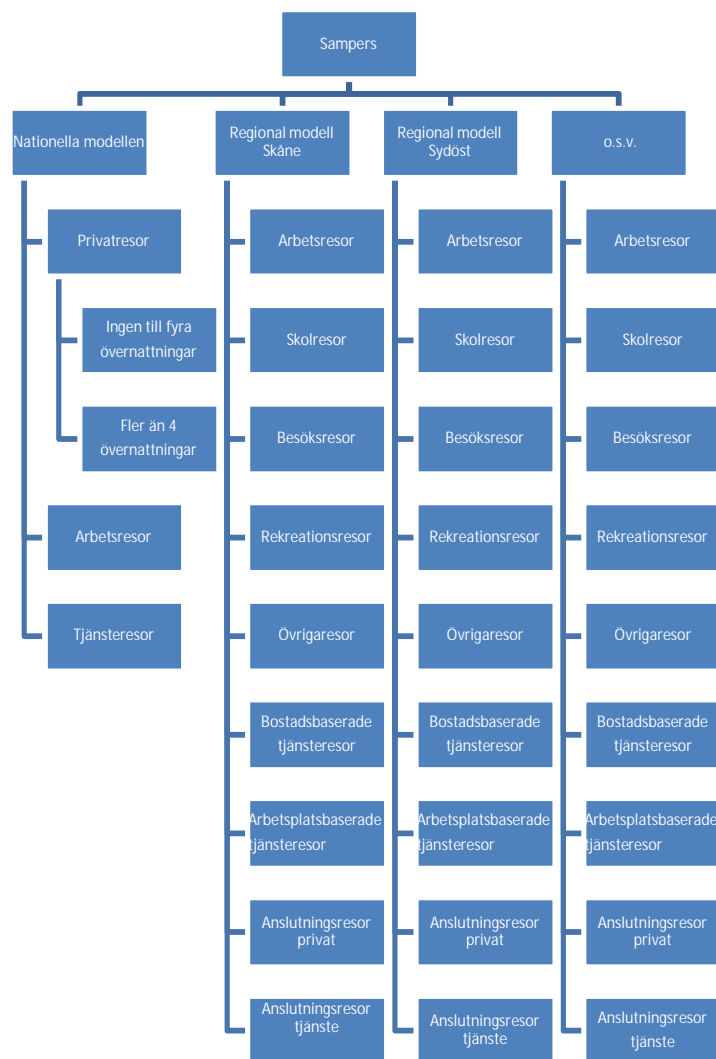 Sampers
Nationella modellen
Privatresor
Ingen till fyra
övernattningar
Fler än 4
övernattningar
Arbetsresor
Tjänsteresor
Regional modell
Skåne
Arbetsresor
Skolresor
Besöksresor
Rekreationsresor
Övrigaresor
Bostadsbaserade
tjänsteresor
Arbetsplatsbaserade
tjänsteresor
Anslutningsresor
privat
Anslutningsresor
tjänste
Regional modell
Sydöst
Arbetsresor
Skolresor
Besöksresor
Rekreationsresor
Övrigaresor
Bostadsbaserade
tjänsteresor
Arbetsplatsbaserade
tjänsteresor
Anslutningsresor
privat
Anslutningsresor
tjänste
o.s.v.
Arbetsresor
Skolresor
Besöksresor
Rekreationsresor
Övrigaresor
Bostadsbaserade
tjänsteresor
Arbetsplatsbaserade
tjänsteresor
Anslutningsresor
privat
Anslutningsresor
tjänste